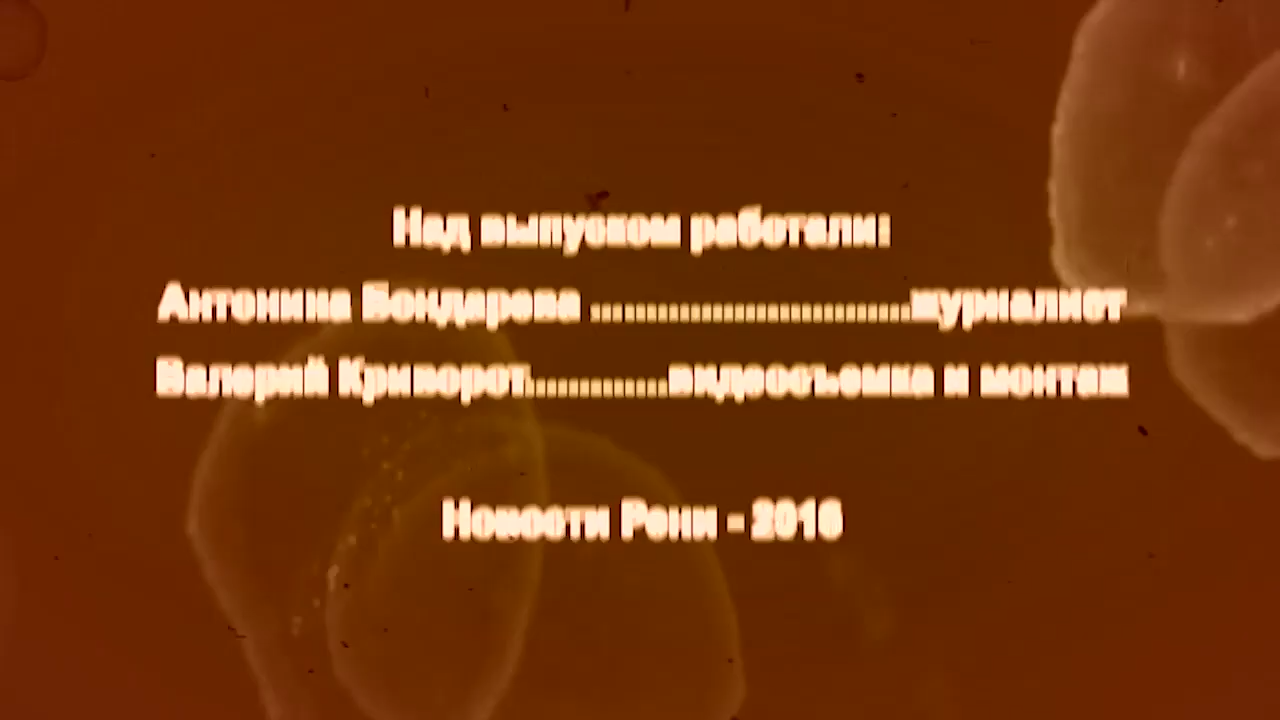 Над выпуском работали:
Антонина Бондарева ..............................журналист
Валерий Криворот.............видеосъемка и монтаж
Новости Рени - 2016